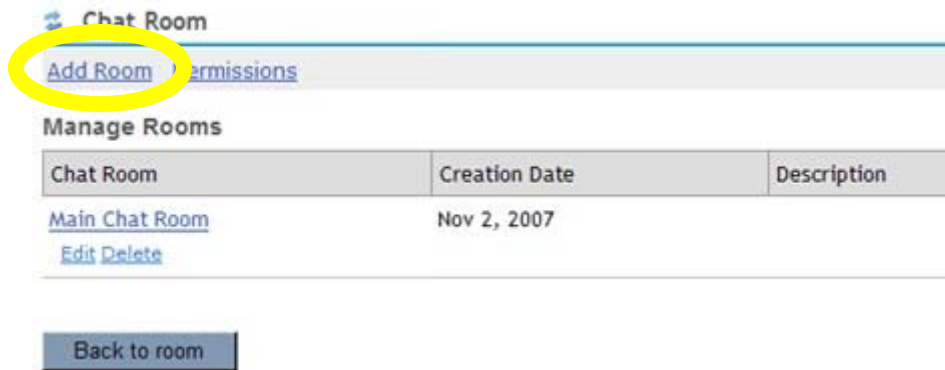 Chat Room
Add Room Permissions
Manage Rooms
Chat Room Creation Date Description
Main Chat Room Nov 2, 2007
Edit Delete
Back to room